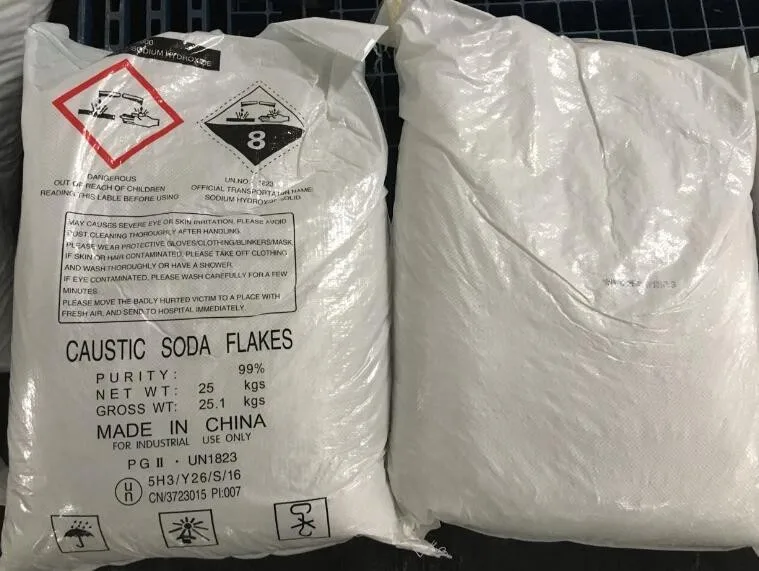 SODIUM HYDROXIDE
8
DANGEROUS
OUT OF REACH OF CHILDREN
READING THIS LABLE BEFORE USING
UN.NO: 1823
OFFICIAL TRANSPORTATION NAME:
SODIUM HYDROXIDE SOLID
MAY CAUSES SEVERE EYE OR SKIN IRRITATION, PLEASE AVOID
DUST CLEANING THOROUGHLY AFTER HANDLING.
PLEASE WEAR PROTECTIVE GLOVES/CLOTHING/BLINKERS/MASK
IF SKIN OR HAIR CONTAMINATED, PLEASE TAKE OFF CLOTHING
AND WASH THOROUGHLY OR HAVE A SHOWER.
IF EYE CONTAMINATED, PLEASE WASH CAREFULLY FOR A FEW
MINUTES.
PLEASE MOVE THE BADLY HURTED VICTIM TO A PLACE WITH
FRESH AIR, AND SEND TO HOSPITAL IMMEDIATELY.
CAUSTIC SODA FLAKES
PURITY: 99%
NET WT: 25 kgs
GROSS WT: 25.1 kgs
MADE IN CHINA
FOR INDUSTRIAL USE ONLY
PG II · UN1823
un 5H3/Y26/S/16
CN/3723015 PI:007